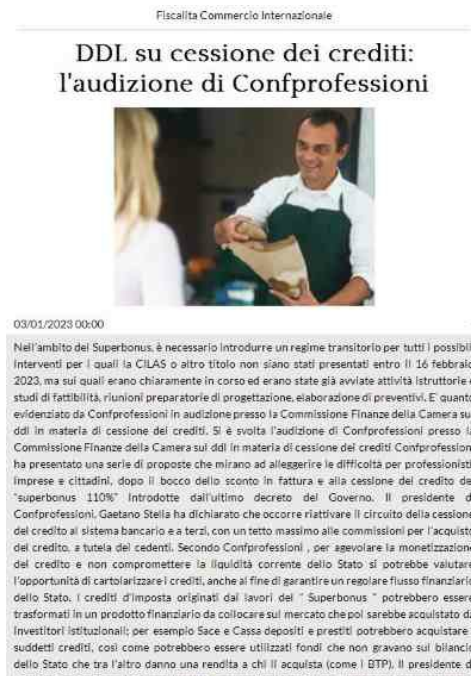 Fiscalita Commercio Internazionale
DDL su cessione dei crediti:
l'audizione di Confprofessioni
03/01/2023 00:00
Nell'ambito del Superbonus, è necessario introdurre un regime transitorio per tutti i possibili
interventi per i quali la CILAS o altro titolo non siano stati presentati entro il 16 febbraio
2023, ma sui quali erano chiaramente in corso ed erano state già avviate attività istruttorie e
studi di fattibilità, riunioni preparatorie di progettazione, elaborazione di preventivi. E' quanto
evidenziato da Confprofessioni in audizione presso la Commissione Finanze della Camera sul
ddl in materia di cessione dei crediti. Si è svolta l'audizione di Confprofessioni presso la
Commissione Finanze della Camera sul ddl in materia di cessione dei crediti Confprofessioni
ha presentato una serie di proposte che mirano ad alleggerire le difficoltà per professionisti,
imprese e cittadini, dopo il bocco dello sconto in fattura e alla cessione del credito del
"superbonus 110%" introdotte dall'ultimo decreto del Governo. Il presidente di
Confprofessioni, Gaetano Stella ha dichiarato che occorre riattivare il circuito della cessione
del credito al sistema bancario e a terzi, con un tetto massimo alle commissioni per l'acquisto
del credito, a tutela dei cedenti. Secondo Confprofessioni , per agevolare la monetizzazione
del credito e non compromettere la liquidità corrente dello Stato si potrebbe valutare
l'opportunità di cartolarizzare i crediti, anche al fine di garantire un regolare flusso finanziario
dello Stato. I crediti d'imposta originati dai lavori del " Superbonus " potrebbero essere
trasformati in un prodotto finanziario da collocare sul mercato che poi sarebbe acquistato da
investitori istituzionali; per esempio Sace e Cassa depositi e prestiti potrebbero acquistare i
suddetti crediti, così come potrebbero essere utilizzati fondi che non gravano sul bilancio
dello Stato che tra l'altro danno una rendita a chi li acquista (come i BTP). Il presidente di